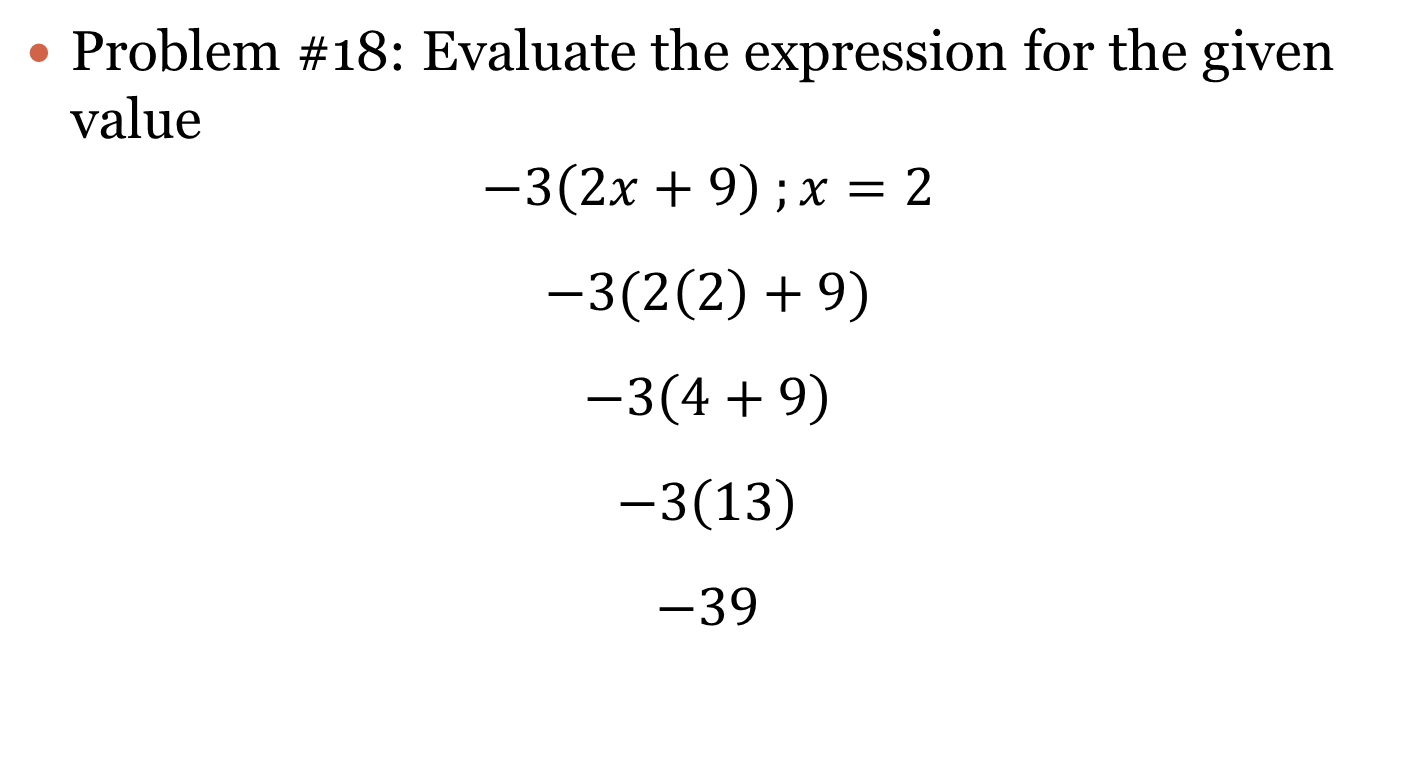 • Problem #18: Evaluate the expression for the given
value
−3(2x + 9) ; x = 2
−3(2(2) + 9)
−3(4 + 9)
−3(13)
−39